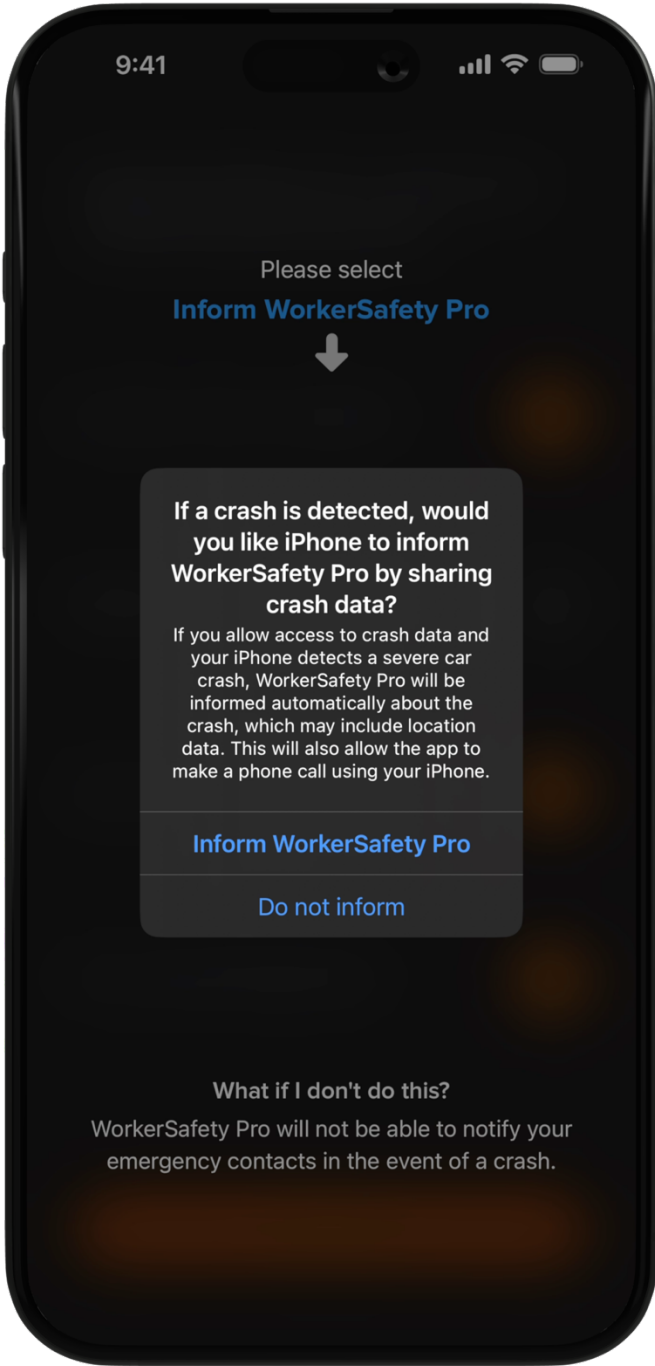 9:41
Please select
Inform WorkerSafety Pro
If a crash is detected, would
you like iPhone to inform
WorkerSafety Pro by sharing
crash data?
If you allow access to crash data and
your iPhone detects a severe car
crash, WorkerSafety Pro will be
informed automatically about the
crash, which may include location
data. This will also allow the app to
make a phone call using your iPhone.
Inform WorkerSafety Pro
Do not inform
What if I don't do this?
WorkerSafety Pro will not be able to notify your
emergency contacts in the event of a crash.